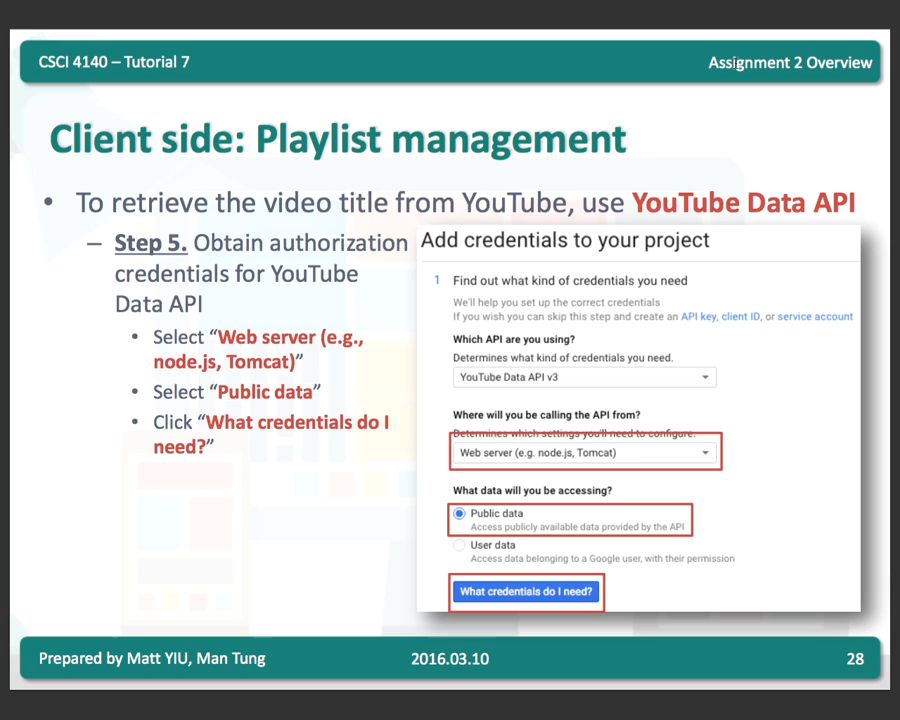 CSCI 4140 – Tutorial 7
Assignment 2 Overview
Client side: Playlist management
• To retrieve the video title from YouTube, use YouTube Data API
– Step 5. Obtain authorization
credentials for YouTube
Data API
• Select “Web server (e.g.,
node.js, Tomcat)”
• Select “Public data”
• Click “What credentials do I
need?”
Add credentials to your project
1 Find out what kind of credentials you need
We'll help you set up the correct credentials
If you wish you can skip this step and create an API key, client ID, or service account
Which API are you using?
Determines what kind of credentials you need.
YouTube Data API v3
Where will you be calling the API from?
Determines which settings you'll need to configure.
Web server (e.g. node.js, Tomcat)
What data will you be accessing?
Public data
Access publicly available data provided by the API
User data
Access data belonging to a Google user, with their permission
What credentials do I need?
Prepared by Matt YIU, Man Tung
2016.03.10
28